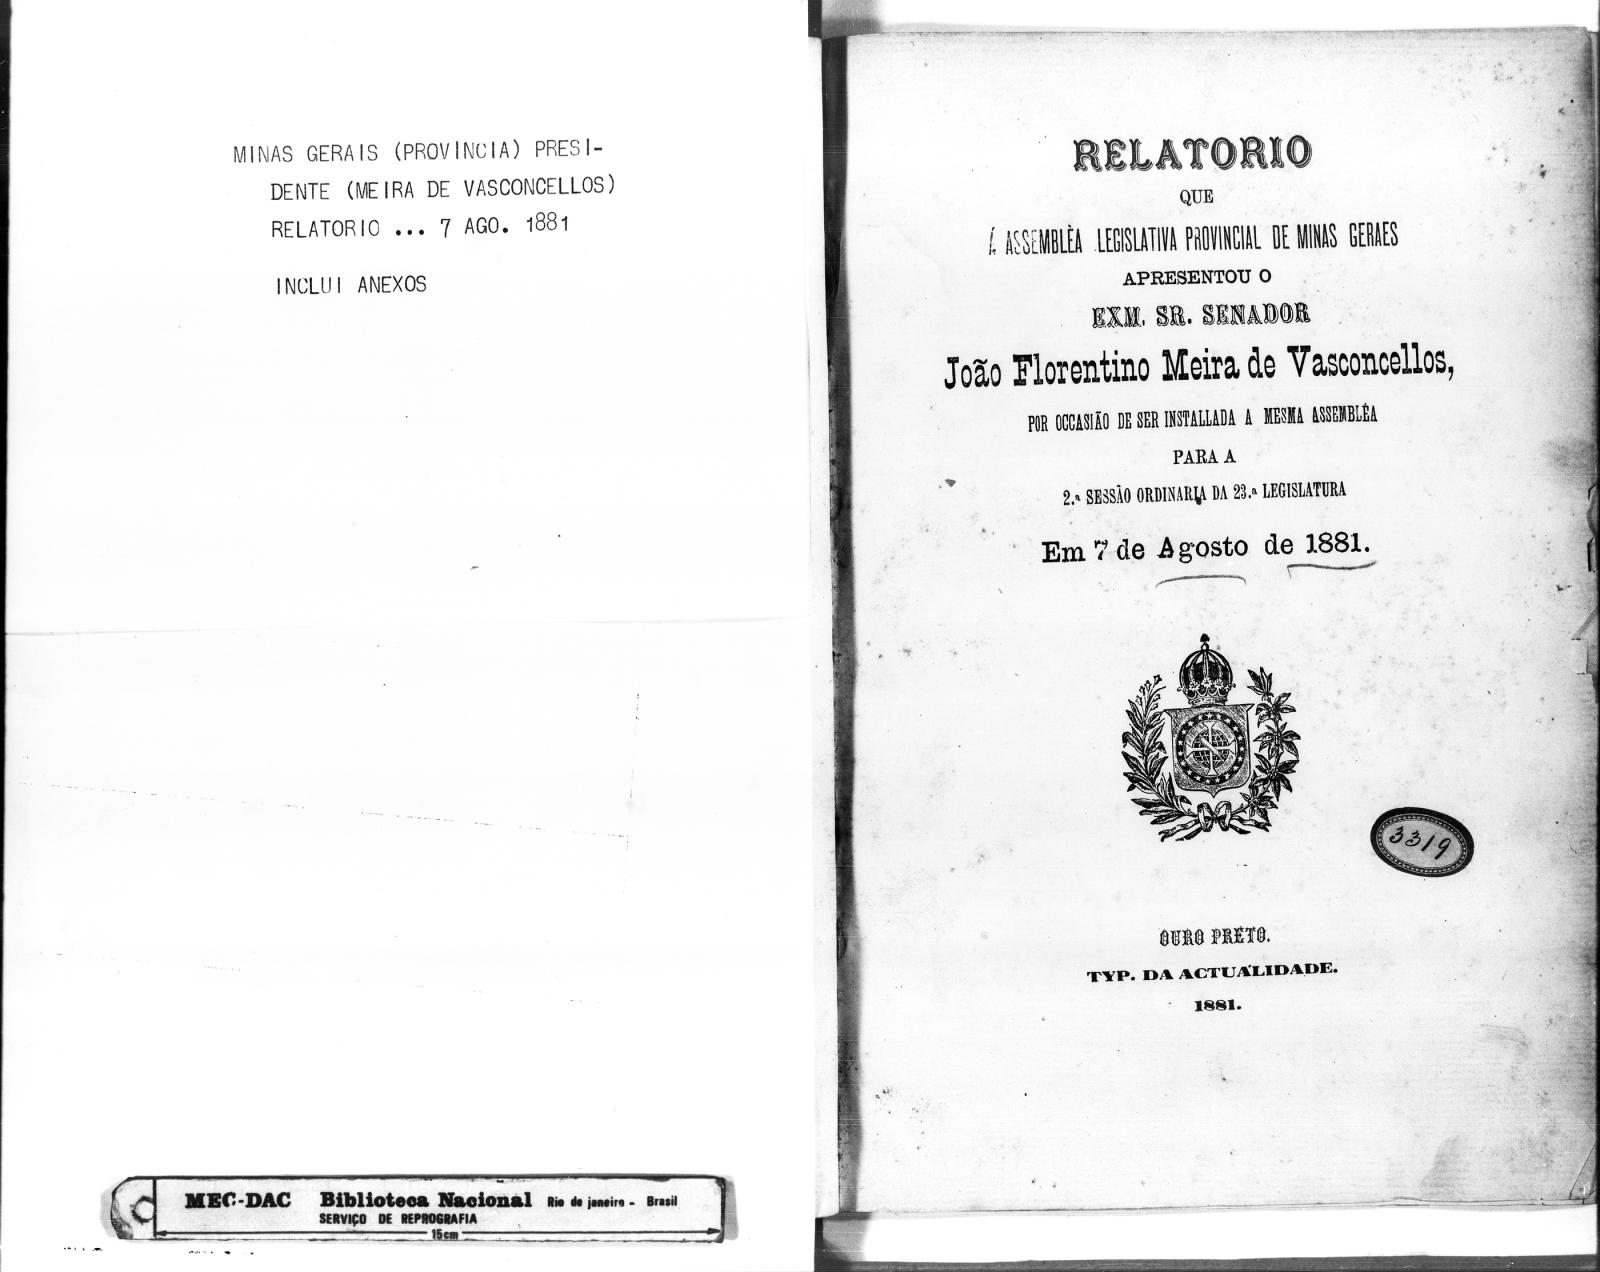 MINAS GERAIS (PROVINCIA) PRESI-
DENTE (MEIRA DE VASCONCELLOS)
RELATORIO ... 7 AGO. 1881
INCLUI ANEXOS
MEC-DAC Biblioteca Nacional Rio de janeiro - Brasil
SERVIÇO DE REPROGRAFIA
15cm
RELATORIO
QUE
Á ASSEMBLÈA LEGISLATIVA PROVINCIAL DE MINAS GERAES
APRESENTOU O
EXM. SR. SENADOR
João Florentino Meira de Vasconcellos,
POR OCCASIÃO DE SER INSTALLADA A MESMA ASSEMBLÉA
PARA A
2.ª SESSÃO ORDINARIA DA 23.ª LEGISLATURA
Em 7 de Agosto de 1881.
3319
OURO PRÉTO.
TYP. DA ACTUALIDADE.
1881.